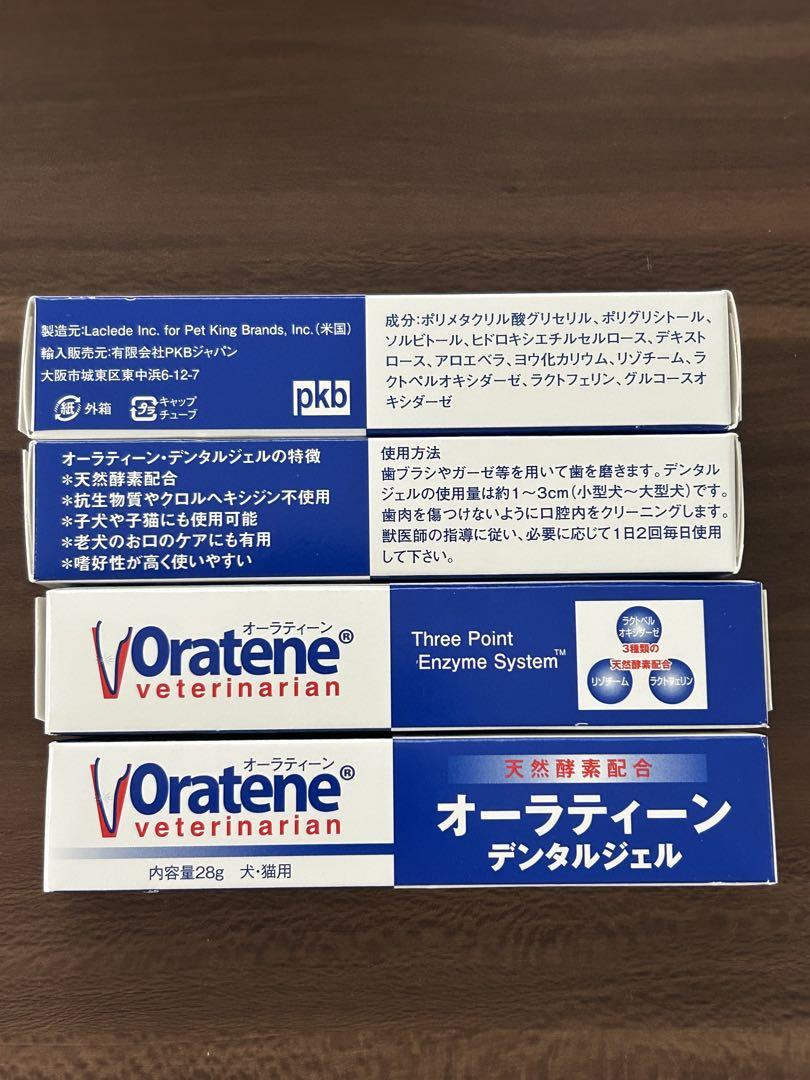 製造元:Laclede Inc. for Pet King Brands, Inc.(米国)
輸入販売元:有限会社PKBジャパン
大阪市城東区東中浜6-12-7
紙 外箱 プラ キャップ
チューブ
pkb
成分:ポリメタクリル酸グリセリル、ポリグリシトール、
ソルビトール、ヒドロキシエチルセルロース、デキスト
ロース、アロエベラ、ヨウ化カリウム、リゾチーム、ラ
クトペルオキシダーゼ、ラクトフェリン、グルコースオ
キシダーゼ
オーラティーン・デンタルジェルの特徴
*天然酵素配合
*抗生物質やクロルヘキシジン不使用
*子犬や子猫にも使用可能
*老犬のお口のケアにも有用
*嗜好性が高く使いやすい
使用方法
歯ブラシやガーゼ等を用いて歯を磨きます。デンタル
ジェルの使用量は約1〜3cm(小型犬〜大型犬)です。
歯肉を傷つけないように口腔内をクリーニングします。
獣医師の指導に従い、必要に応じて1日2回毎日使用
して下さい。
オーラティーン
Oratene®
veterinarian
Three Point
Enzyme System™
ラクトペル
オキシダーゼ
3種類の
天然酵素配合
リゾチーム ラクトフェリン
オーラティーン
Oratene®
veterinarian
内容量28g 犬・猫用
天然酵素配合
オーラティーン
デンタルジェル